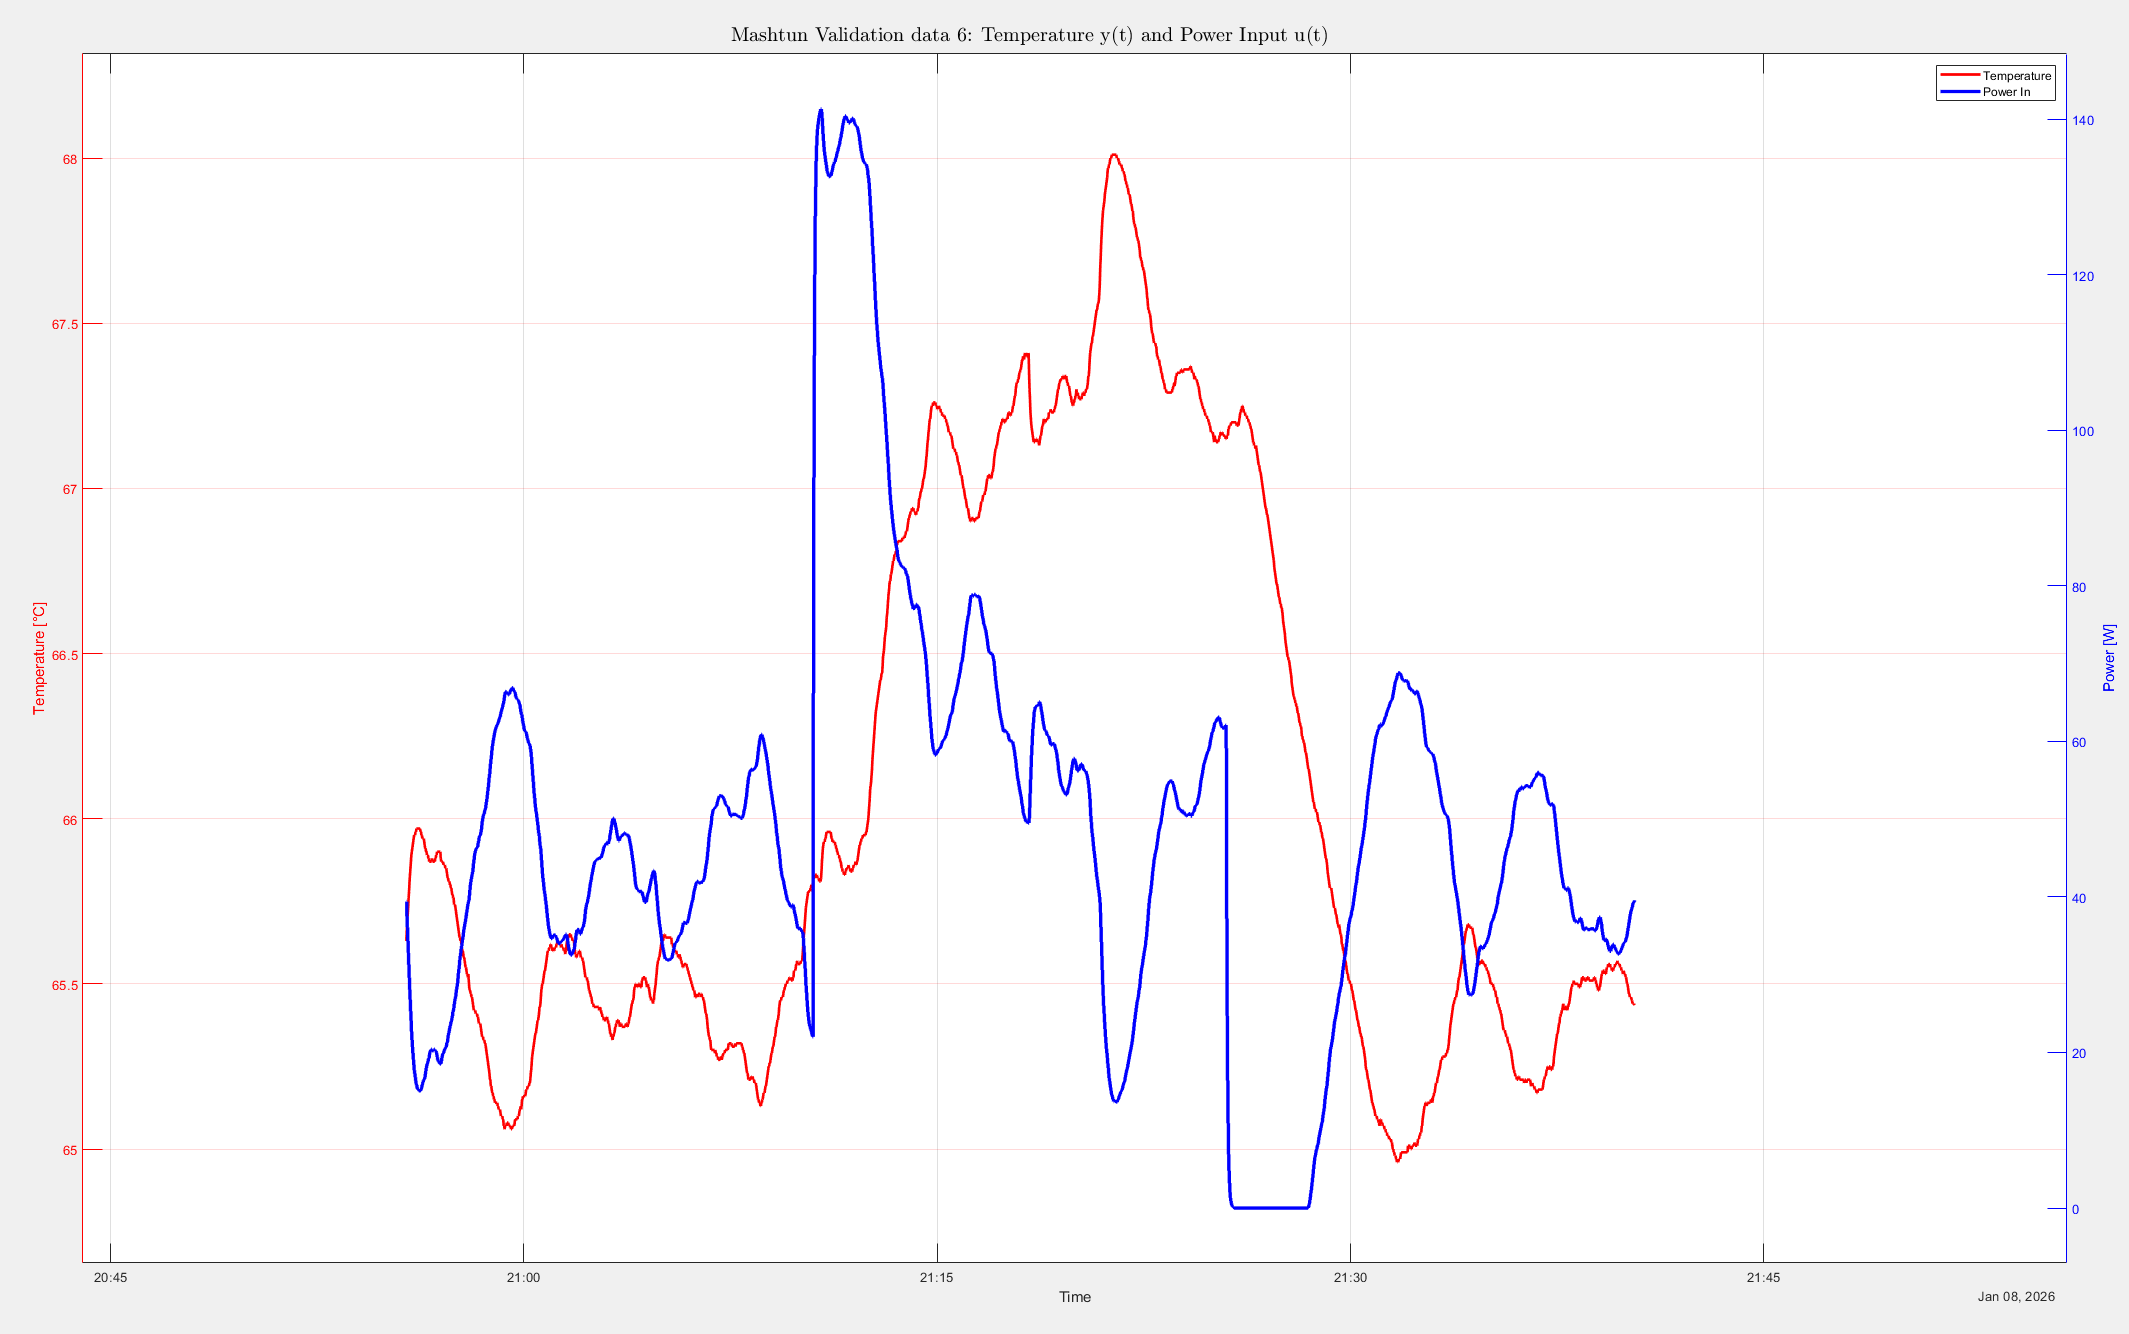 Mashtun Validation data 6: Temperature y(t) and Power Input u(t)
Temperature
Power In
68
67.5
67
66.5
66
65.5
65
Temperature [°C]
140
120
100
80
60
40
20
0
Power [W]
20:45
21:00
21:15
21:30
21:45
Time
Jan 08, 2026